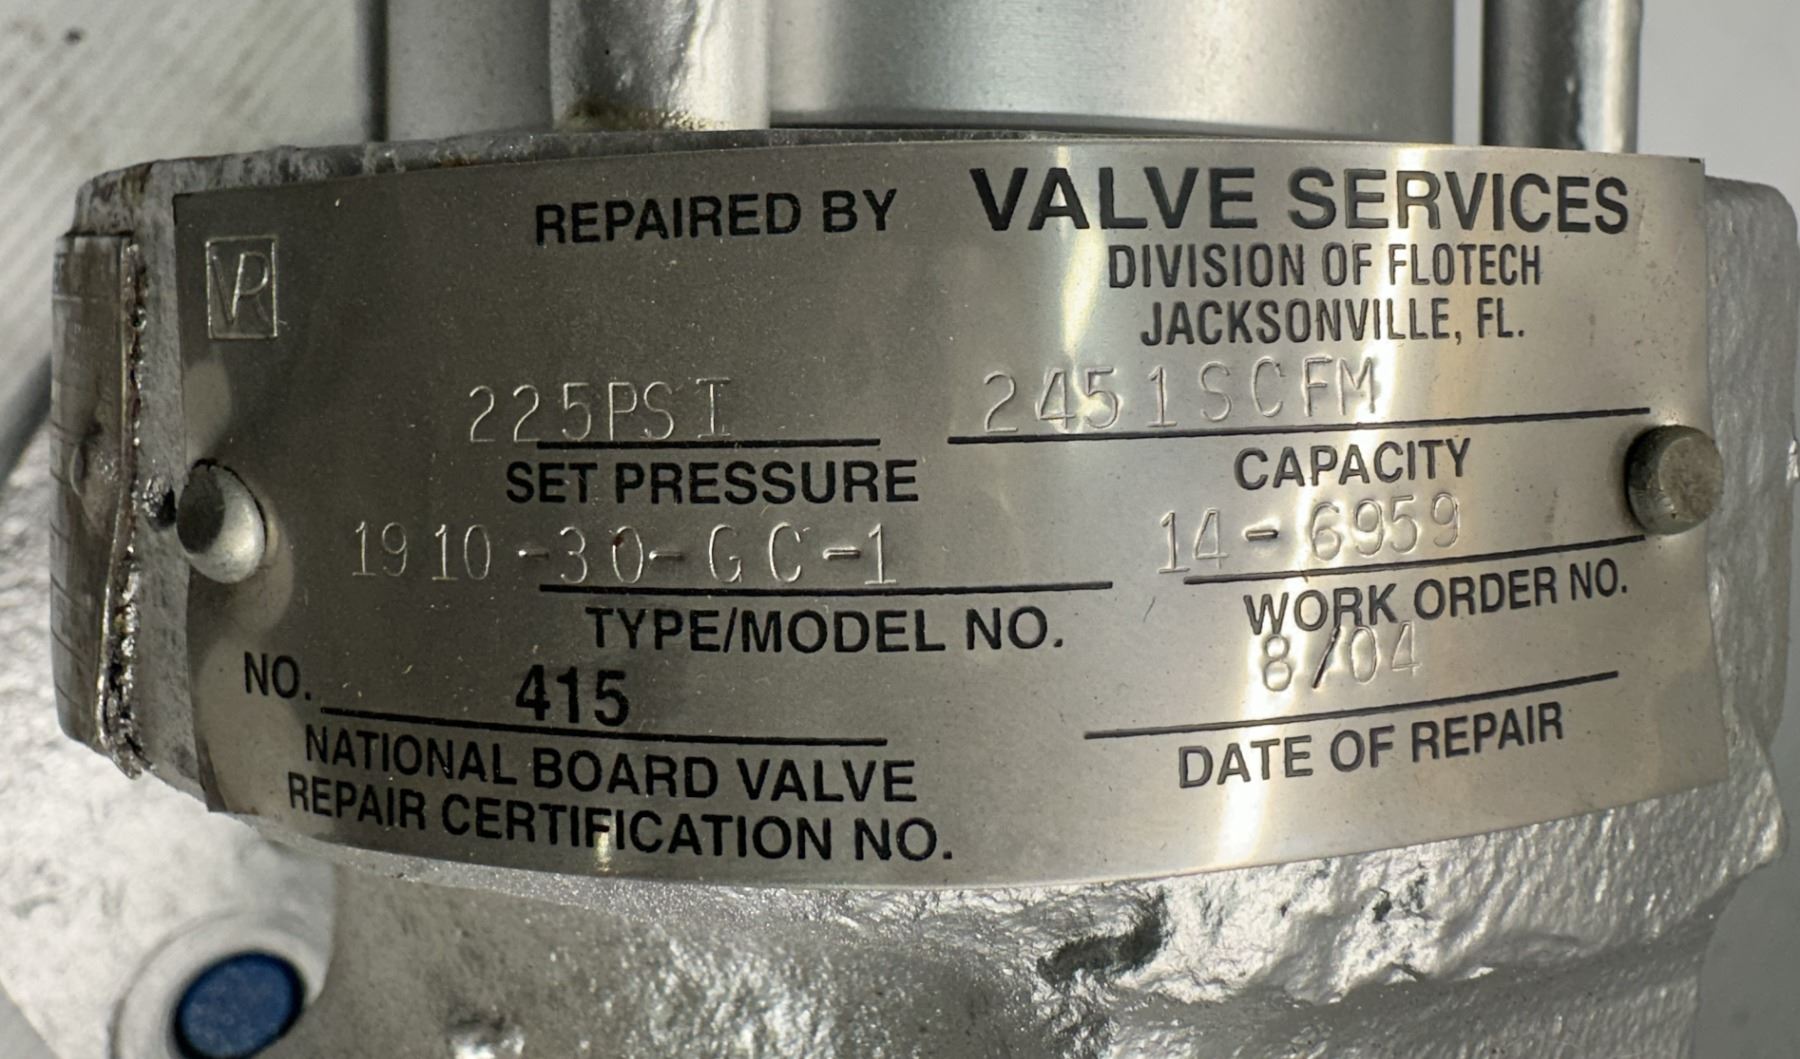 VR
REPAIRED BY VALVE SERVICES
DIVISION OF FLOTECH
JACKSONVILLE, FL.
225PSI 2451SCFM
SET PRESSURE CAPACITY
1910-30-GC-1 14-6959
TYPE/MODEL NO. WORK ORDER NO.
NO. 415 8/04
NATIONAL BOARD VALVE DATE OF REPAIR
REPAIR CERTIFICATION NO.